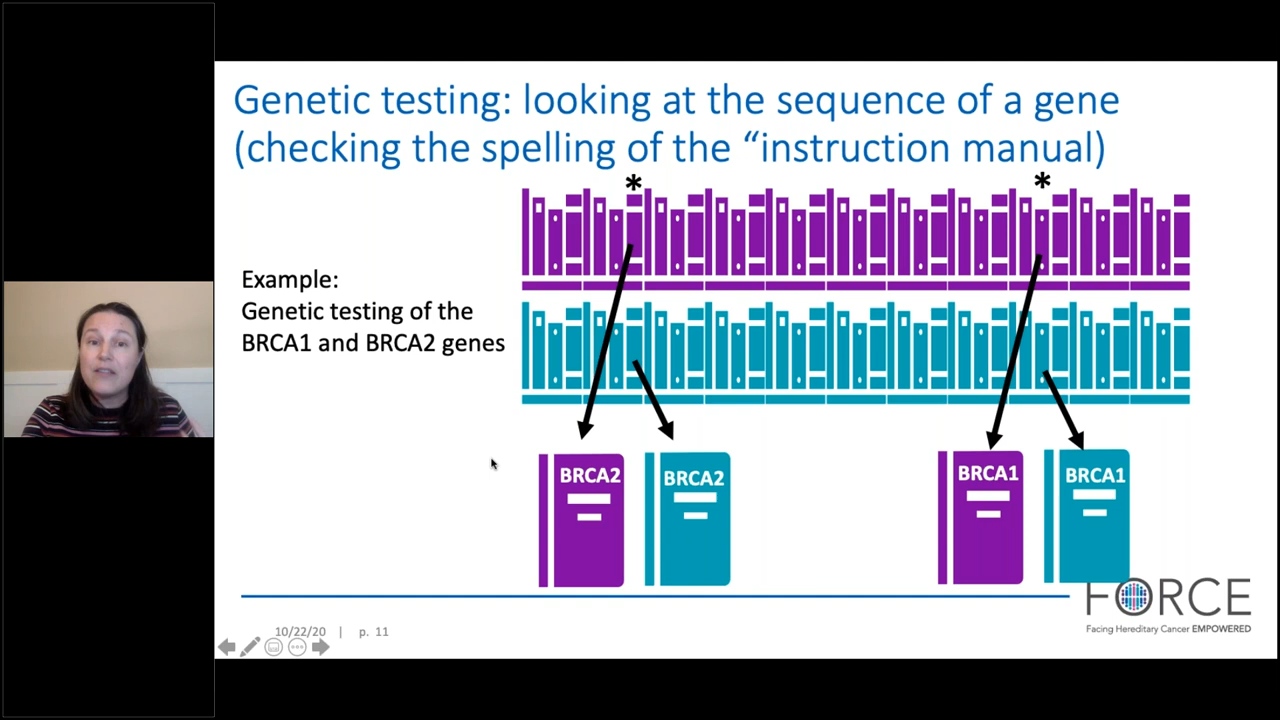 Genetic testing: looking at the sequence of a gene
(checking the spelling of the “instruction manual)
*
*
Example:
Genetic testing of the
BRCA1 and BRCA2 genes
BRCA2
BRCA2
BRCA1
BRCA1
FORCE
Facing Hereditary Cancer EMPOWERED
10/22/20 | p. 11